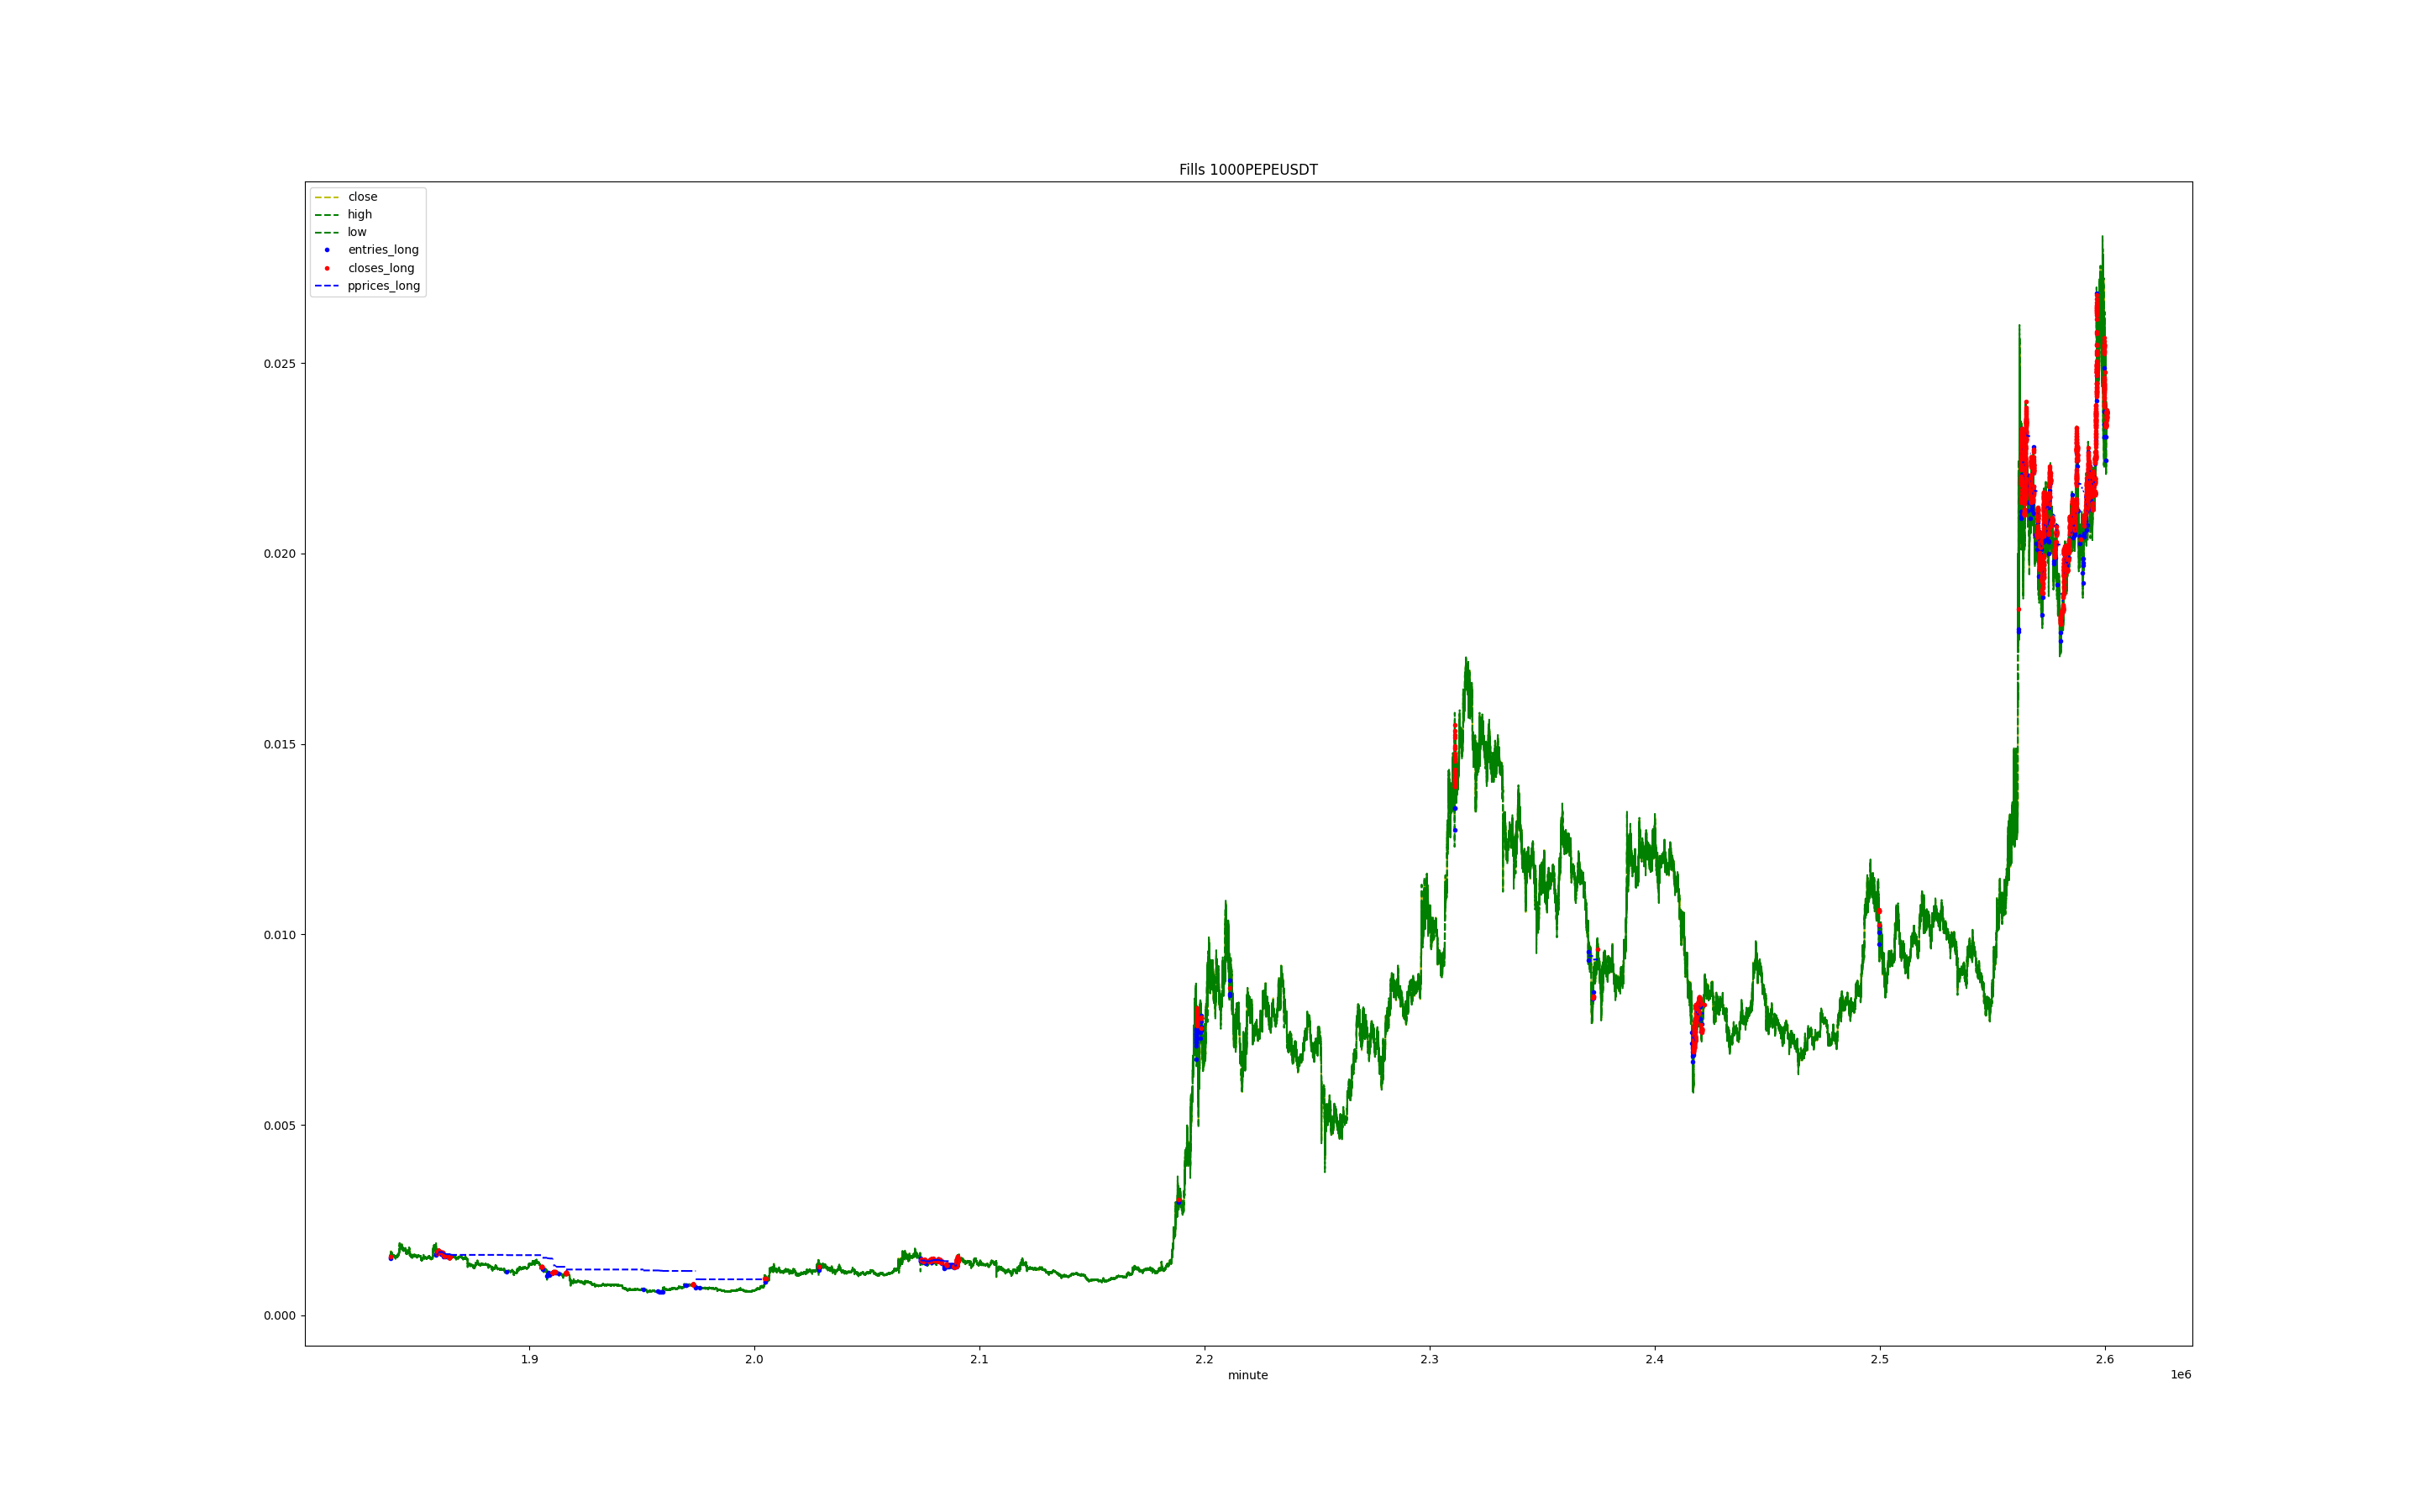 Fills 1000PEPEUSDT
close
high
low
entries_long
closes_long
pprices_long
0.025
0.020
0.015
0.010
0.005
0.000
1.9 2.0 2.1 2.2 2.3 2.4 2.5 2.6
minute
1e6